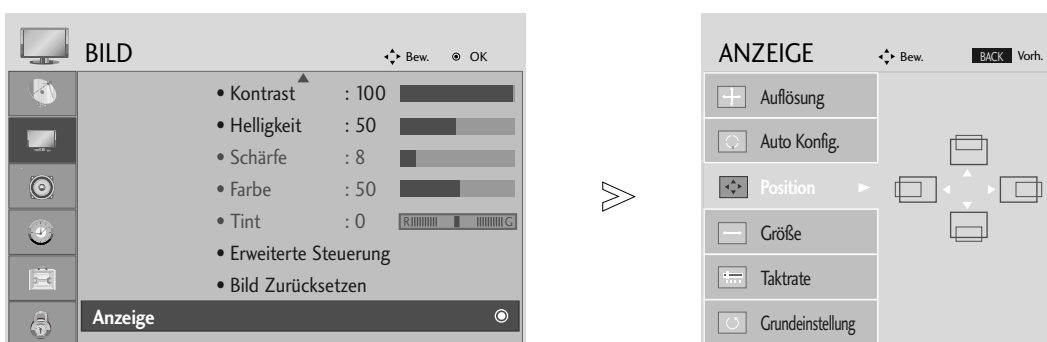 BILD
Bew. OK
• Kontrast : 100
• Helligkeit : 50
• Schärfe : 8
• Farbe : 50
• Tint : 0 R G
• Erweiterte Steuerung
• Bild Zurücksetzen
Anzeige
ANZEIGE
Bew. BACK Vorh.
Auflösung
Auto Konfig.
Position
Größe
Taktrate
Grundeinstellung